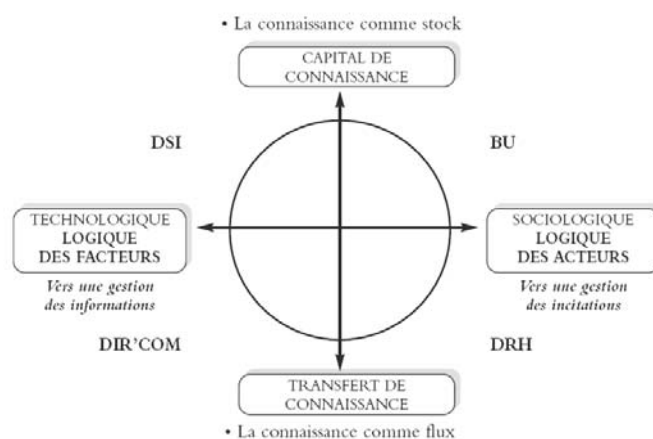 • La connaissance comme stock
CAPITAL DE
CONNAISSANCE
DSI
BU
TECHNOLOGIQUE
LOGIQUE
DES FACTEURS
SOCIOLOGIQUE
LOGIQUE
DES ACTEURS
Vers une gestion
des informations
Vers une gestion
des incitations
DIR'COM
DRH
TRANSFERT DE
CONNAISSANCE
• La connaissance comme flux